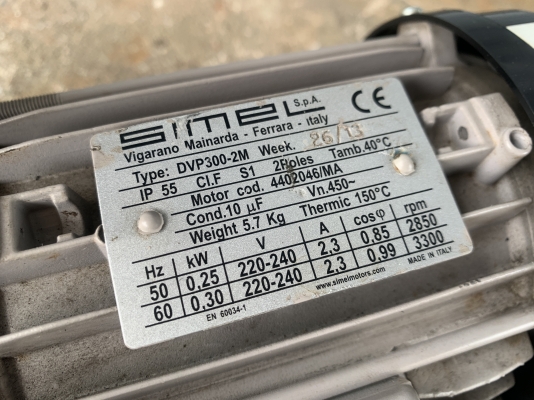 SIMEL S.p.A. CE
Vigarano Mainarda - Ferrara - Italy
Type: DVP300-2M Week. 26/13
IP 55 Cl.F S1 2Poles Tamb.40°C
Motor cod. 4402046/MA
Cond.10 µF Vn.450~
Weight 5.7 Kg Thermic 150°C
Hz kW V A cosφ rpm
50 0,25 220-240 2.3 0.85 2850
60 0.30 220-240 2.3 0.99 3300
EN 60034-1 www.simelmotors.com MADE IN ITALY